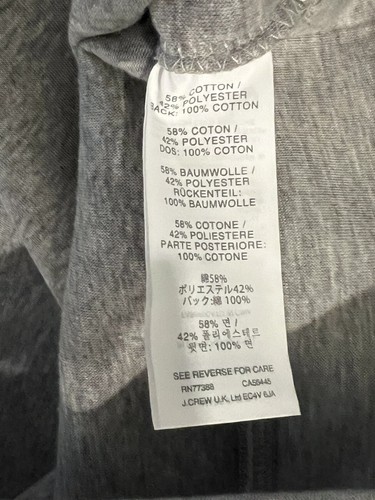 58% COTTON /
42% POLYESTER
BACK: 100% COTTON
58% COTON /
42% POLYESTER
DOS: 100% COTON
58% BAUMWOLLE /
42% POLYESTER
RÜCKENTEIL:
100% BAUMWOLLE
58% COTONE /
42% POLIESTERE
PARTE POSTERIORE:
100% COTONE
綿58%
ポリエステル42%
バック:綿 100%
58% 면 /
42% 폴리에스테르
뒷면: 100% 면
SEE REVERSE FOR CARE
RN77388 CA56445
J.CREW U.K. Ltd EC4V 6JA